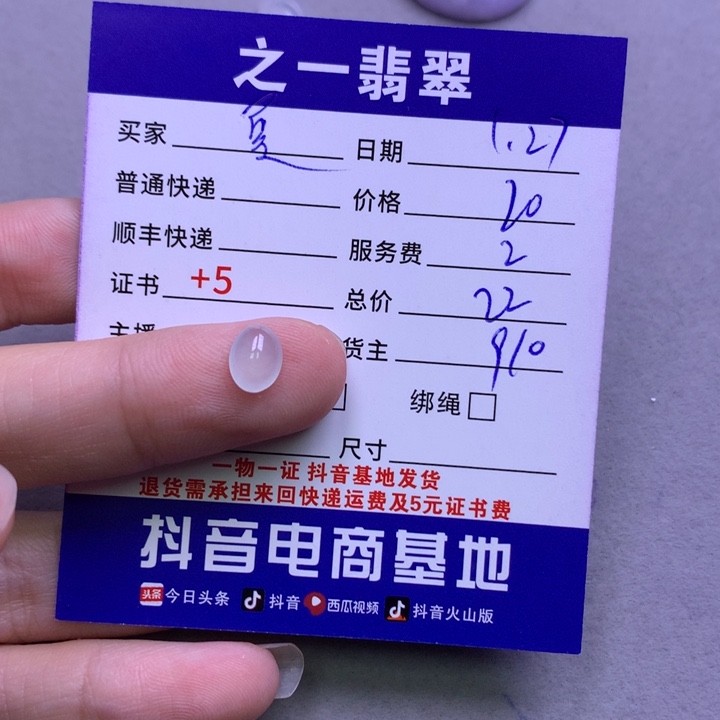 之一翡翠
买家 夏 日期 1.27
普通快递 价格 20
顺丰快递 服务费 2
证书 +5 总价 22
主播 货主 910
绑绳
尺寸
一物一证 抖音基地发货
退货需承担来回快递运费及5元证书费
抖音电商基地
头条 今日头条 抖音 西瓜视频 抖音火山版